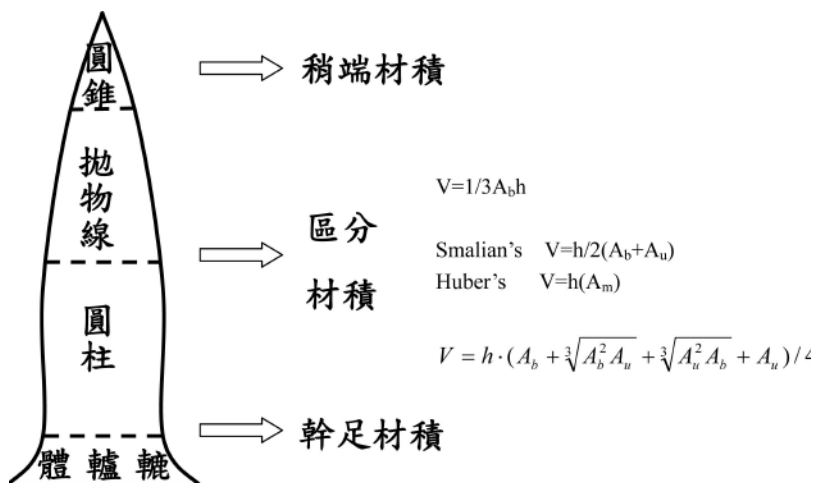 圓錐
稍端材積
拋物線
區分
材積
V=1/3A_bh
Smalian's V=h/2(A_b+A_u)
Huber's V=h(A_m)
圓柱
V = h·(A_b + ∛(A_b²A_u) + ∛(A_u²A_b) + A_u) / 4
幹足材積
體轤轆